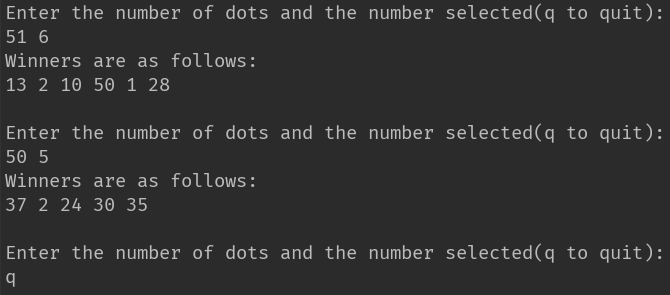 Enter the number of dots and the number selected(q to quit):
51 6
Winners are as follows:
13 2 10 50 1 28
Enter the number of dots and the number selected(q to quit):
50 5
Winners are as follows:
37 2 24 30 35
Enter the number of dots and the number selected(q to quit):
q